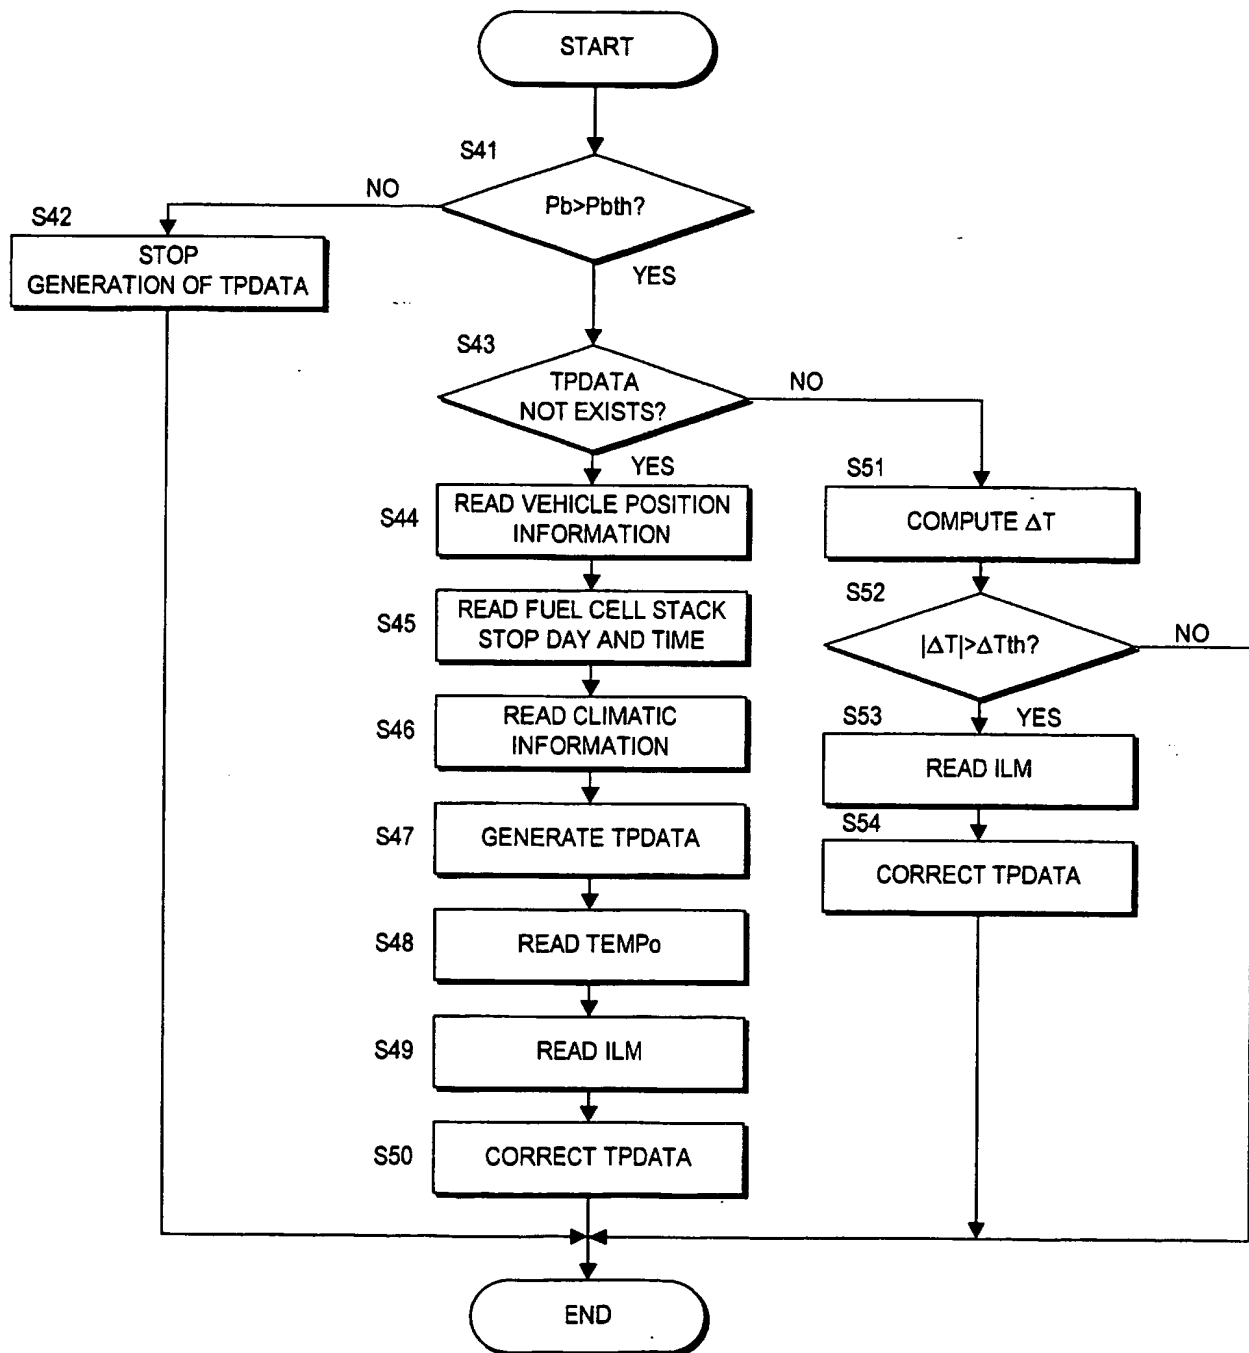 START
S41
Pb>Pbth?
NO
YES
S42
STOP
GENERATION OF TPDATA
S43
TPDATA
NOT EXISTS?
NO
YES
S44
READ VEHICLE POSITION
INFORMATION
S45
READ FUEL CELL STACK
STOP DAY AND TIME
S46
READ CLIMATIC
INFORMATION
S47
GENERATE TPDATA
S48
READ TEMPo
S49
READ ILM
S50
CORRECT TPDATA
S51
COMPUTE ΔT
S52
|ΔT|>ΔTth?
NO
YES
S53
READ ILM
S54
CORRECT TPDATA
END